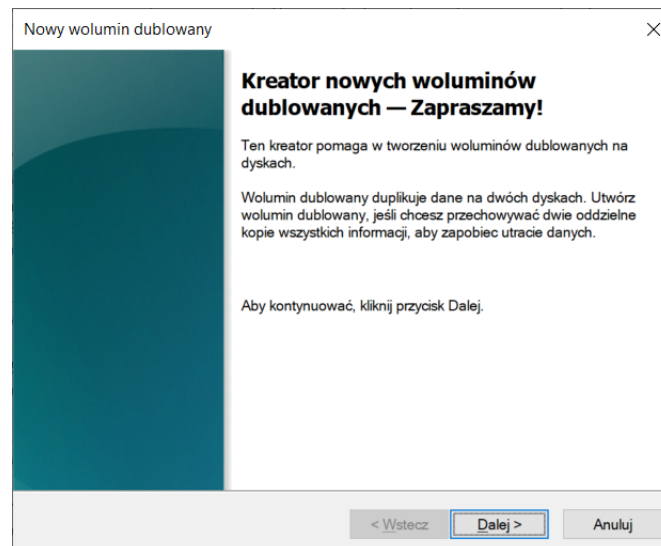 Nowy wolumin dublowany
Kreator nowych woluminów
dublowanych — Zapraszamy!
Ten kreator pomaga w tworzeniu woluminów dublowanych na
dyskach.
Wolumin dublowany duplikuje dane na dwóch dyskach. Utwórz
wolumin dublowany, jeśli chcesz przechowywać dwie oddzielne
kopie wszystkich informacji, aby zapobiec utracie danych.
Aby kontynuować, kliknij przycisk Dalej.
< Wstecz Dalej > Anuluj